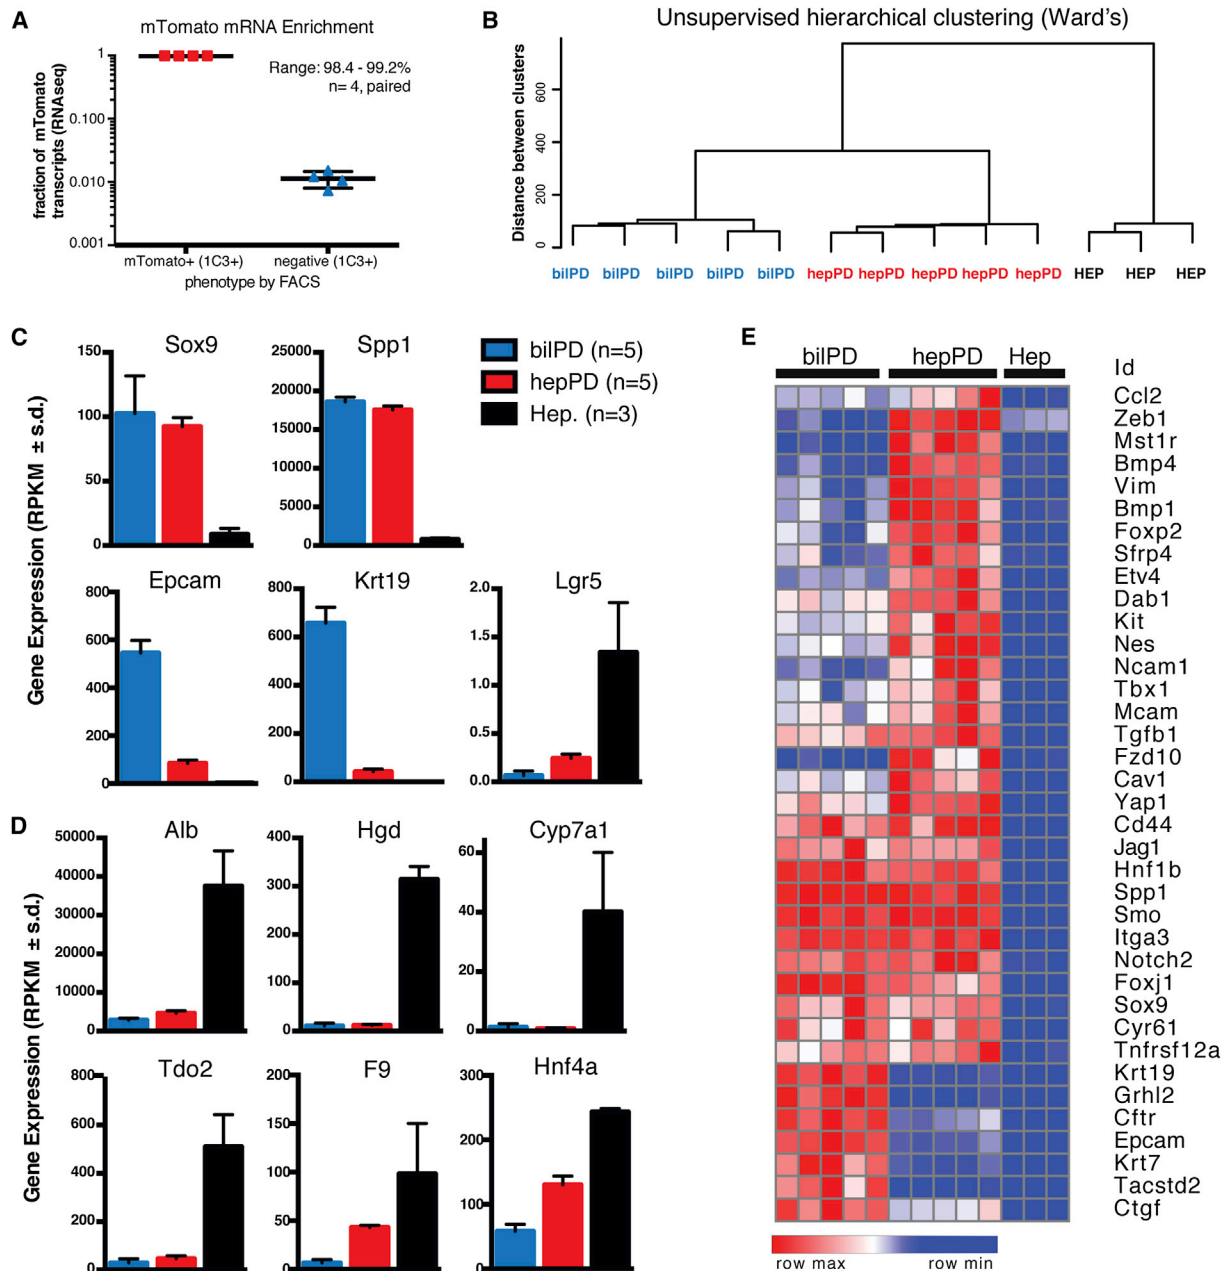 A
mTomato mRNA Enrichment
fraction of mTomato
transcripts (RNAseq)
1
0.100
0.010
0.001
Range: 98.4 - 99.2%
n= 4, paired
mTomato+ (1C3+)
negative (1C3+)
phenotype by FACS
B
Unsupervised hierarchical clustering (Ward's)
Distance between clusters
600
400
200
0
bilPD bilPD bilPD bilPD bilPD hepPD hepPD hepPD hepPD hepPD HEP HEP HEP
C
Gene Expression (RPKM ± s.d.)
Sox9
150
100
50
0
Spp1
25000
20000
15000
10000
5000
0
bilPD (n=5)
hepPD (n=5)
Hep. (n=3)
Epcam
800
600
400
200
0
Krt19
800
600
400
200
0
Lgr5
2.0
1.5
1.0
0.5
0.0
D
Gene Expression (RPKM ± s.d.)
Alb
50000
40000
30000
20000
10000
0
Hgd
400
300
200
100
0
Cyp7a1
60
40
20
0
Tdo2
800
600
400
200
0
F9
200
150
100
50
0
Hnf4a
300
200
100
0
E
bilPD hepPD Hep
Id
Ccl2
Zeb1
Mst1r
Bmp4
Vim
Bmp1
Foxp2
Sfrp4
Etv4
Dab1
Kit
Nes
Ncam1
Tbx1
Mcam
Tgfb1
Fzd10
Cav1
Yap1
Cd44
Jag1
Hnf1b
Spp1
Smo
Itga3
Notch2
Foxj1
Sox9
Cyr61
Tnfrsf12a
Krt19
Grhl2
Cftr
Epcam
Krt7
Tacstd2
Ctgf
row max row min